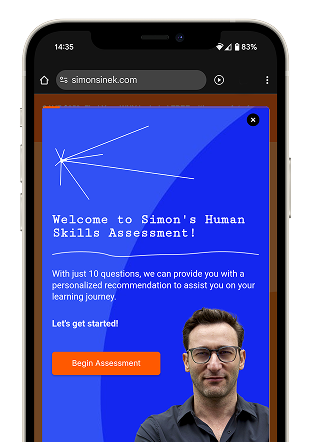 14:35
83%
simonsinek.com
Welcome to Simon's Human
Skills Assessment!
With just 10 questions, we can provide you with a
personalized recommendation to assist you on your
learning journey.
Let's get started!
Begin Assessment